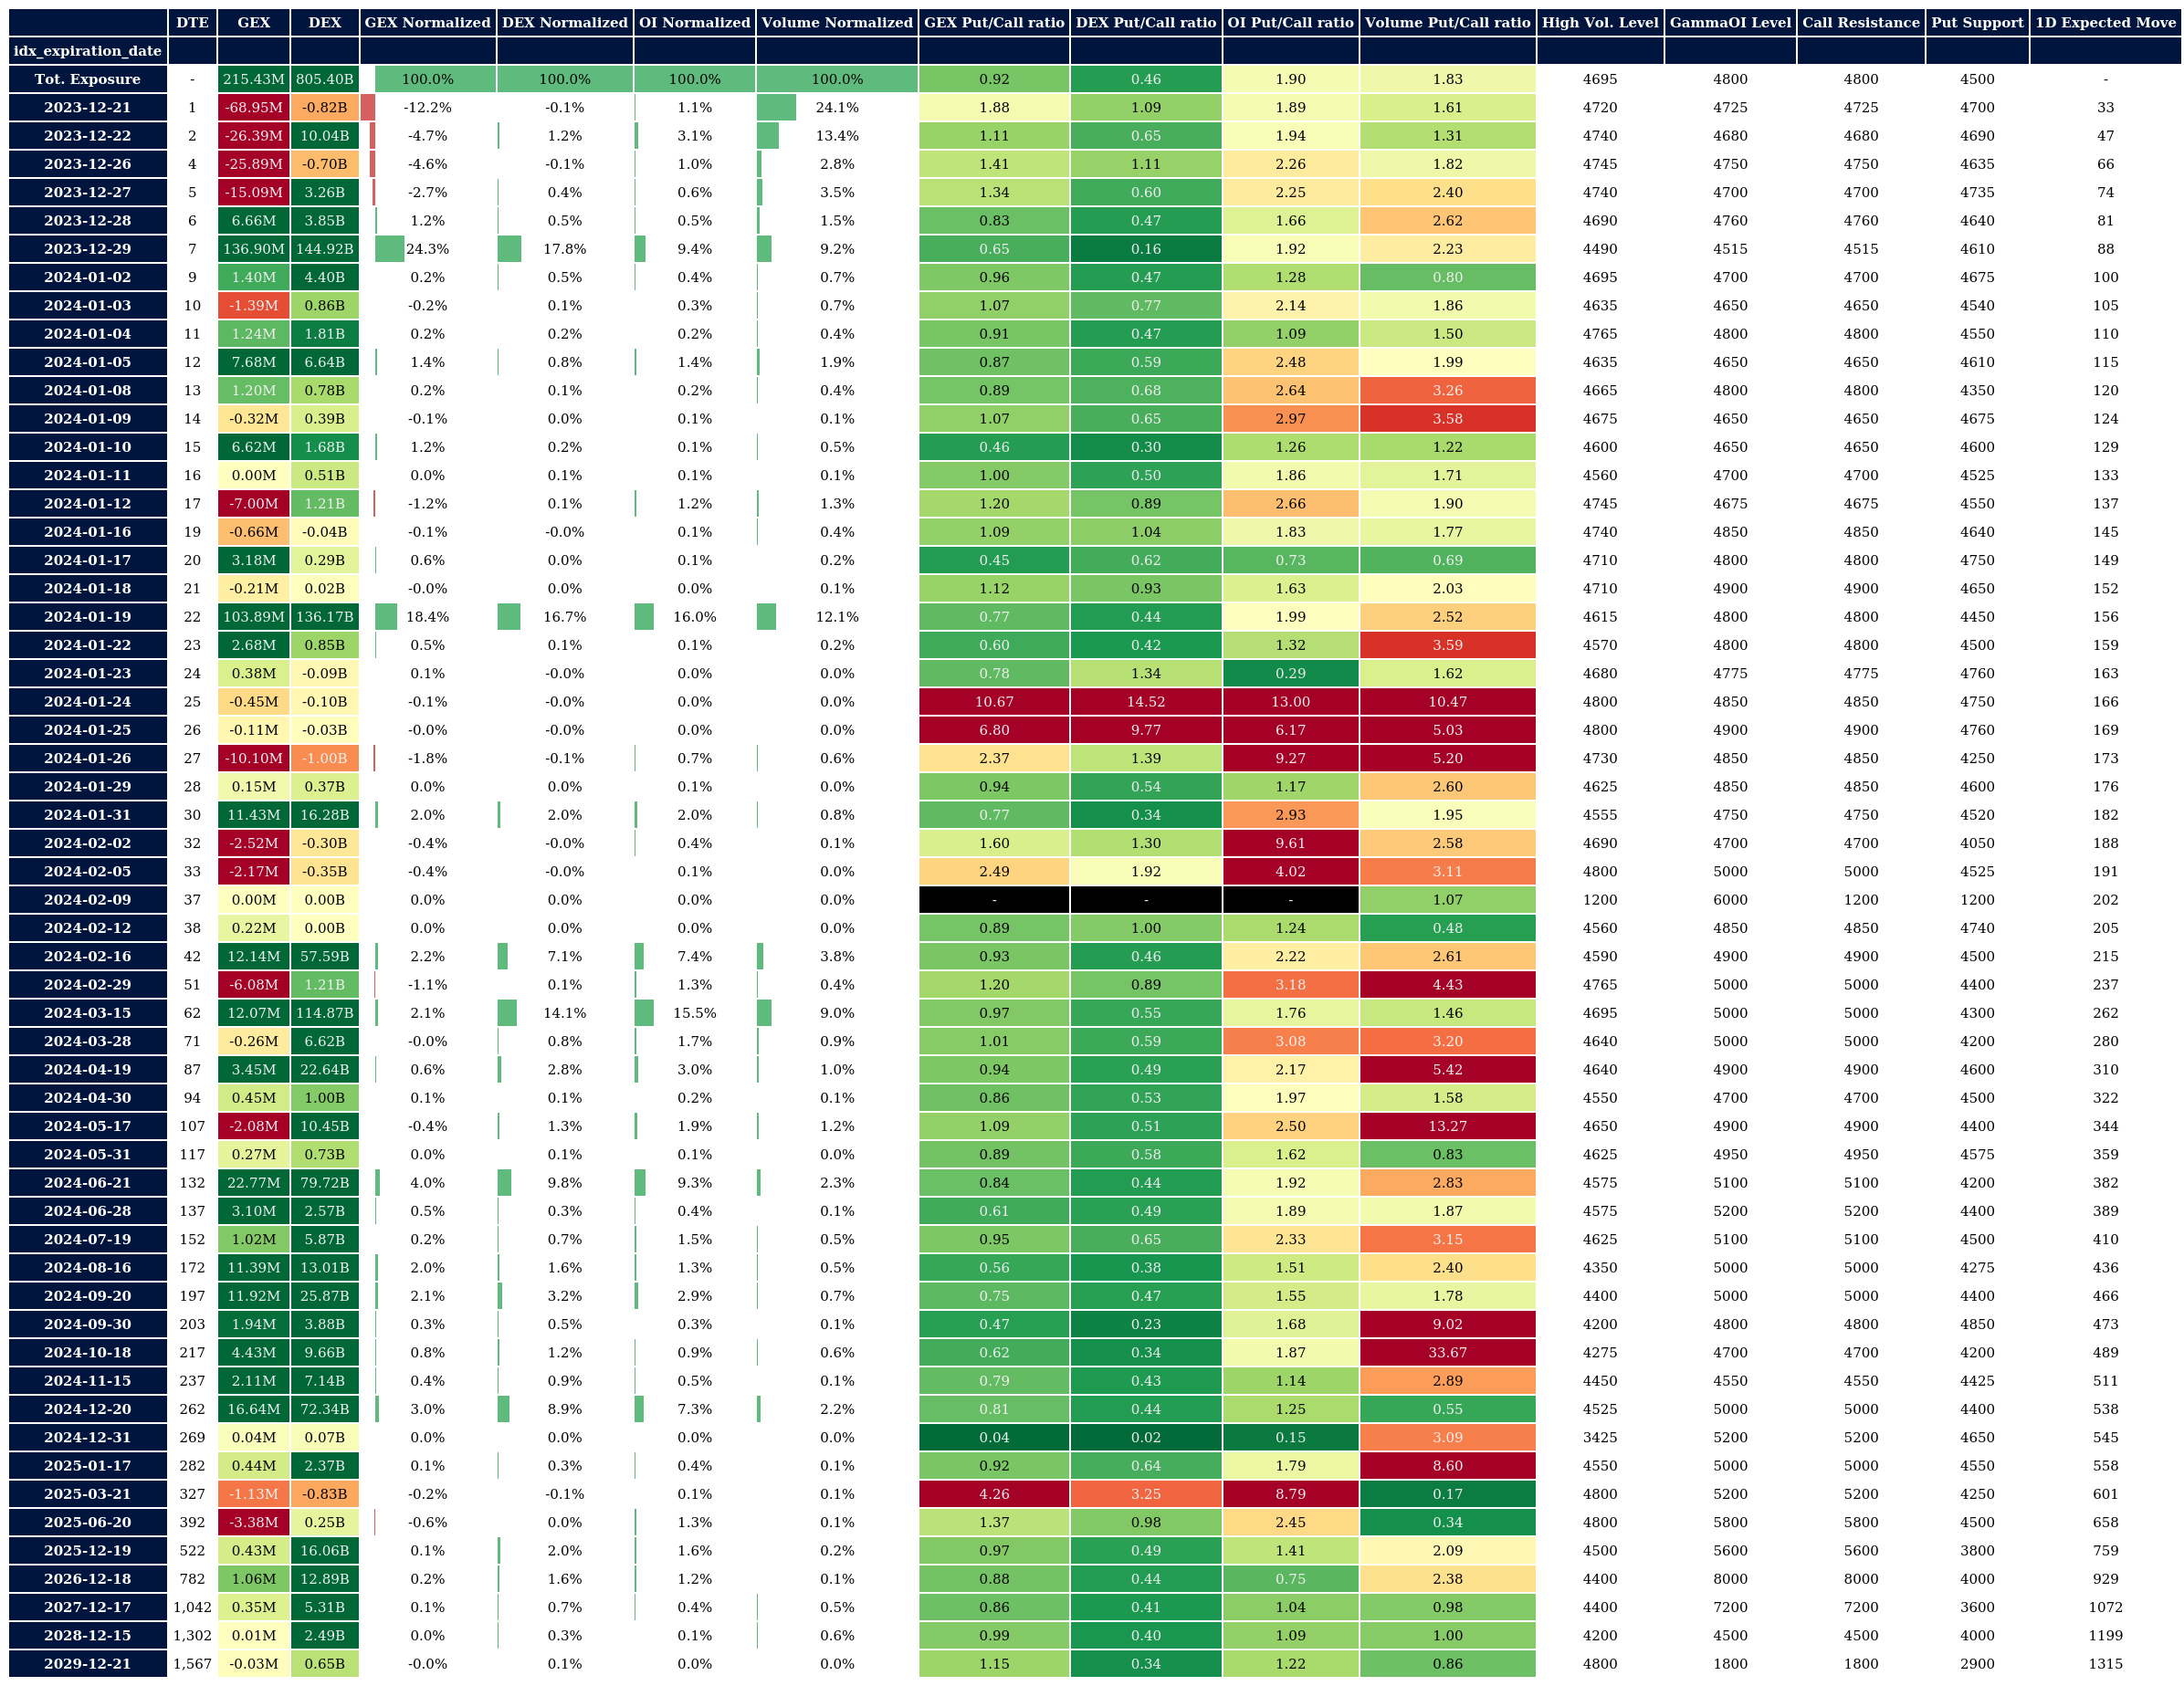 DTE GEX DEX GEX Normalized DEX Normalized OI Normalized Volume Normalized GEX Put/Call ratio DEX Put/Call ratio OI Put/Call ratio Volume Put/Call ratio High Vol. Level GammaOI Level Call Resistance Put Support 1D Expected Move
idx_expiration_date
Tot. Exposure - 215.43M 805.40B 100.0% 100.0% 100.0% 100.0% 0.92 0.46 1.90 1.83 4695 4800 4800 4500 -
2023-12-21 1 -68.95M -0.82B -12.2% -0.1% 1.1% 24.1% 1.88 1.09 1.89 1.61 4720 4725 4725 4700 33
2023-12-22 2 -26.39M 10.04B -4.7% 1.2% 3.1% 13.4% 1.11 0.65 1.94 1.31 4740 4680 4680 4690 47
2023-12-26 4 -25.89M -0.70B -4.6% -0.1% 1.0% 2.8% 1.41 1.11 2.26 1.82 4745 4750 4750 4635 66
2023-12-27 5 -15.09M 3.26B -2.7% 0.4% 0.6% 3.5% 1.34 0.60 2.25 2.40 4740 4700 4700 4735 74
2023-12-28 6 6.66M 3.85B 1.2% 0.5% 0.5% 1.5% 0.83 0.47 1.66 2.62 4690 4760 4760 4640 81
2023-12-29 7 136.90M 144.92B 24.3% 17.8% 9.4% 9.2% 0.65 0.16 1.92 2.23 4490 4515 4515 4610 88
2024-01-02 9 1.40M 4.40B 0.2% 0.5% 0.4% 0.7% 0.96 0.47 1.28 0.80 4695 4700 4700 4675 100
2024-01-03 10 -1.39M 0.86B -0.2% 0.1% 0.3% 0.7% 1.07 0.77 2.14 1.86 4635 4650 4650 4540 105
2024-01-04 11 1.24M 1.81B 0.2% 0.2% 0.2% 0.4% 0.91 0.47 1.09 1.50 4765 4800 4800 4550 110
2024-01-05 12 7.68M 6.64B 1.4% 0.8% 1.4% 1.9% 0.87 0.59 2.48 1.99 4635 4650 4650 4610 115
2024-01-08 13 1.20M 0.78B 0.2% 0.1% 0.2% 0.4% 0.89 0.68 2.64 3.26 4665 4800 4800 4350 120
2024-01-09 14 -0.32M 0.39B -0.1% 0.0% 0.1% 0.1% 1.07 0.65 2.97 3.58 4675 4650 4650 4675 124
2024-01-10 15 6.62M 1.68B 1.2% 0.2% 0.1% 0.5% 0.46 0.30 1.26 1.22 4600 4650 4650 4600 129
2024-01-11 16 0.00M 0.51B 0.0% 0.1% 0.1% 0.1% 1.00 0.50 1.86 1.71 4560 4700 4700 4525 133
2024-01-12 17 -7.00M 1.21B -1.2% 0.1% 1.2% 1.3% 1.20 0.89 2.66 1.90 4745 4675 4675 4550 137
2024-01-16 19 -0.66M -0.04B -0.1% -0.0% 0.1% 0.4% 1.09 1.04 1.83 1.77 4740 4850 4850 4640 145
2024-01-17 20 3.18M 0.29B 0.6% 0.0% 0.1% 0.2% 0.45 0.62 0.73 0.69 4710 4800 4800 4750 149
2024-01-18 21 -0.21M 0.02B -0.0% 0.0% 0.0% 0.1% 1.12 0.93 1.63 2.03 4710 4900 4900 4650 152
2024-01-19 22 103.89M 136.17B 18.4% 16.7% 16.0% 12.1% 0.77 0.44 1.99 2.52 4615 4800 4800 4450 156
2024-01-22 23 2.68M 0.85B 0.5% 0.1% 0.1% 0.2% 0.60 0.42 1.32 3.59 4570 4800 4800 4500 159
2024-01-23 24 0.38M -0.09B 0.1% -0.0% 0.0% 0.0% 0.78 1.34 0.29 1.62 4680 4775 4775 4760 163
2024-01-24 25 -0.45M -0.10B -0.1% -0.0% 0.0% 0.0% 10.67 14.52 13.00 10.47 4800 4850 4850 4750 166
2024-01-25 26 -0.11M -0.03B -0.0% -0.0% 0.0% 0.0% 6.80 9.77 6.17 5.03 4800 4900 4900 4760 169
2024-01-26 27 -10.10M -1.00B -1.8% -0.1% 0.7% 0.6% 2.37 1.39 9.27 5.20 4730 4850 4850 4250 173
2024-01-29 28 0.15M 0.37B 0.0% 0.0% 0.1% 0.0% 0.94 0.54 1.17 2.60 4625 4850 4850 4600 176
2024-01-31 30 11.43M 16.28B 2.0% 2.0% 2.0% 0.8% 0.77 0.34 2.93 1.95 4555 4750 4750 4520 182
2024-02-02 32 -2.52M -0.30B -0.4% -0.0% 0.4% 0.1% 1.60 1.30 9.61 2.58 4690 4700 4700 4050 188
2024-02-05 33 -2.17M -0.35B -0.4% -0.0% 0.1% 0.0% 2.49 1.92 4.02 3.11 4800 5000 5000 4525 191
2024-02-09 37 0.00M 0.00B 0.0% 0.0% 0.0% 0.0% - - - 1.07 1200 6000 1200 1200 202
2024-02-12 38 0.22M 0.00B 0.0% 0.0% 0.0% 0.0% 0.89 1.00 1.24 0.48 4560 4850 4850 4740 205
2024-02-16 42 12.14M 57.59B 2.2% 7.1% 7.4% 3.8% 0.93 0.46 2.22 2.61 4590 4900 4900 4500 215
2024-02-29 51 -6.08M 1.21B -1.1% 0.1% 1.3% 0.4% 1.20 0.89 3.18 4.43 4765 5000 5000 4400 237
2024-03-15 62 12.07M 114.87B 2.1% 14.1% 15.5% 9.0% 0.97 0.55 1.76 1.46 4695 5000 5000 4300 262
2024-03-28 71 -0.26M 6.62B -0.0% 0.8% 1.7% 0.9% 1.01 0.59 3.08 3.20 4640 5000 5000 4200 280
2024-04-19 87 3.45M 22.64B 0.6% 2.8% 3.0% 1.0% 0.94 0.49 2.17 5.42 4640 4900 4900 4600 310
2024-04-30 94 0.45M 1.00B 0.1% 0.1% 0.2% 0.1% 0.86 0.53 1.97 1.58 4550 4700 4700 4500 322
2024-05-17 107 -2.08M 10.45B -0.4% 1.3% 1.9% 1.2% 1.09 0.51 2.50 13.27 4650 4900 4900 4400 344
2024-05-31 117 0.27M 0.73B 0.0% 0.1% 0.1% 0.0% 0.89 0.58 1.62 0.83 4625 4950 4950 4575 359
2024-06-21 132 22.77M 79.72B 4.0% 9.8% 9.3% 2.3% 0.84 0.44 1.92 2.83 4575 5100 5100 4200 382
2024-06-28 137 3.10M 2.57B 0.5% 0.3% 0.4% 0.1% 0.61 0.49 1.89 1.87 4575 5200 5200 4400 389
2024-07-19 152 1.02M 5.87B 0.2% 0.7% 1.5% 0.5% 0.95 0.65 2.33 3.15 4625 5100 5100 4500 410
2024-08-16 172 11.39M 13.01B 2.0% 1.6% 1.3% 0.5% 0.56 0.38 1.51 2.40 4350 5000 5000 4275 436
2024-09-20 197 11.92M 25.87B 2.1% 3.2% 2.9% 0.7% 0.75 0.47 1.55 1.78 4400 5000 5000 4400 466
2024-09-30 203 1.94M 3.88B 0.3% 0.5% 0.3% 0.1% 0.47 0.23 1.68 9.02 4200 4800 4800 4850 473
2024-10-18 217 4.43M 9.66B 0.8% 1.2% 0.9% 0.6% 0.62 0.34 1.87 33.67 4275 4700 4700 4200 489
2024-11-15 237 2.11M 7.14B 0.4% 0.9% 0.5% 0.1% 0.79 0.43 1.14 2.89 4450 4550 4550 4425 511
2024-12-20 262 16.64M 72.34B 3.0% 8.9% 7.3% 2.2% 0.81 0.44 1.25 0.55 4525 5000 5000 4400 538
2024-12-31 269 0.04M 0.07B 0.0% 0.0% 0.0% 0.0% 0.04 0.02 0.15 3.09 3425 5200 5200 4650 545
2025-01-17 282 0.44M 2.37B 0.1% 0.3% 0.4% 0.1% 0.92 0.64 1.79 8.60 4550 5000 5000 4550 558
2025-03-21 327 -1.13M -0.83B -0.2% -0.1% 0.1% 0.1% 4.26 3.25 8.79 0.17 4800 5200 5200 4250 601
2025-06-20 392 -3.38M 0.25B -0.6% 0.0% 1.3% 0.1% 1.37 0.98 2.45 0.34 4800 5800 5800 4500 658
2025-12-19 522 0.43M 16.06B 0.1% 2.0% 1.6% 0.2% 0.97 0.49 1.41 2.09 4500 5600 5600 3800 759
2026-12-18 782 1.06M 12.89B 0.2% 1.6% 1.2% 0.1% 0.88 0.44 0.75 2.38 4400 8000 8000 4000 929
2027-12-17 1,042 0.35M 5.31B 0.1% 0.7% 0.4% 0.5% 0.86 0.41 1.04 0.98 4400 7200 7200 3600 1072
2028-12-15 1,302 0.01M 2.49B 0.0% 0.3% 0.1% 0.6% 0.99 0.40 1.09 1.00 4200 4500 4500 4000 1199
2029-12-21 1,567 -0.03M 0.65B -0.0% 0.1% 0.0% 0.0% 1.15 0.34 1.22 0.86 4800 1800 1800 2900 1315